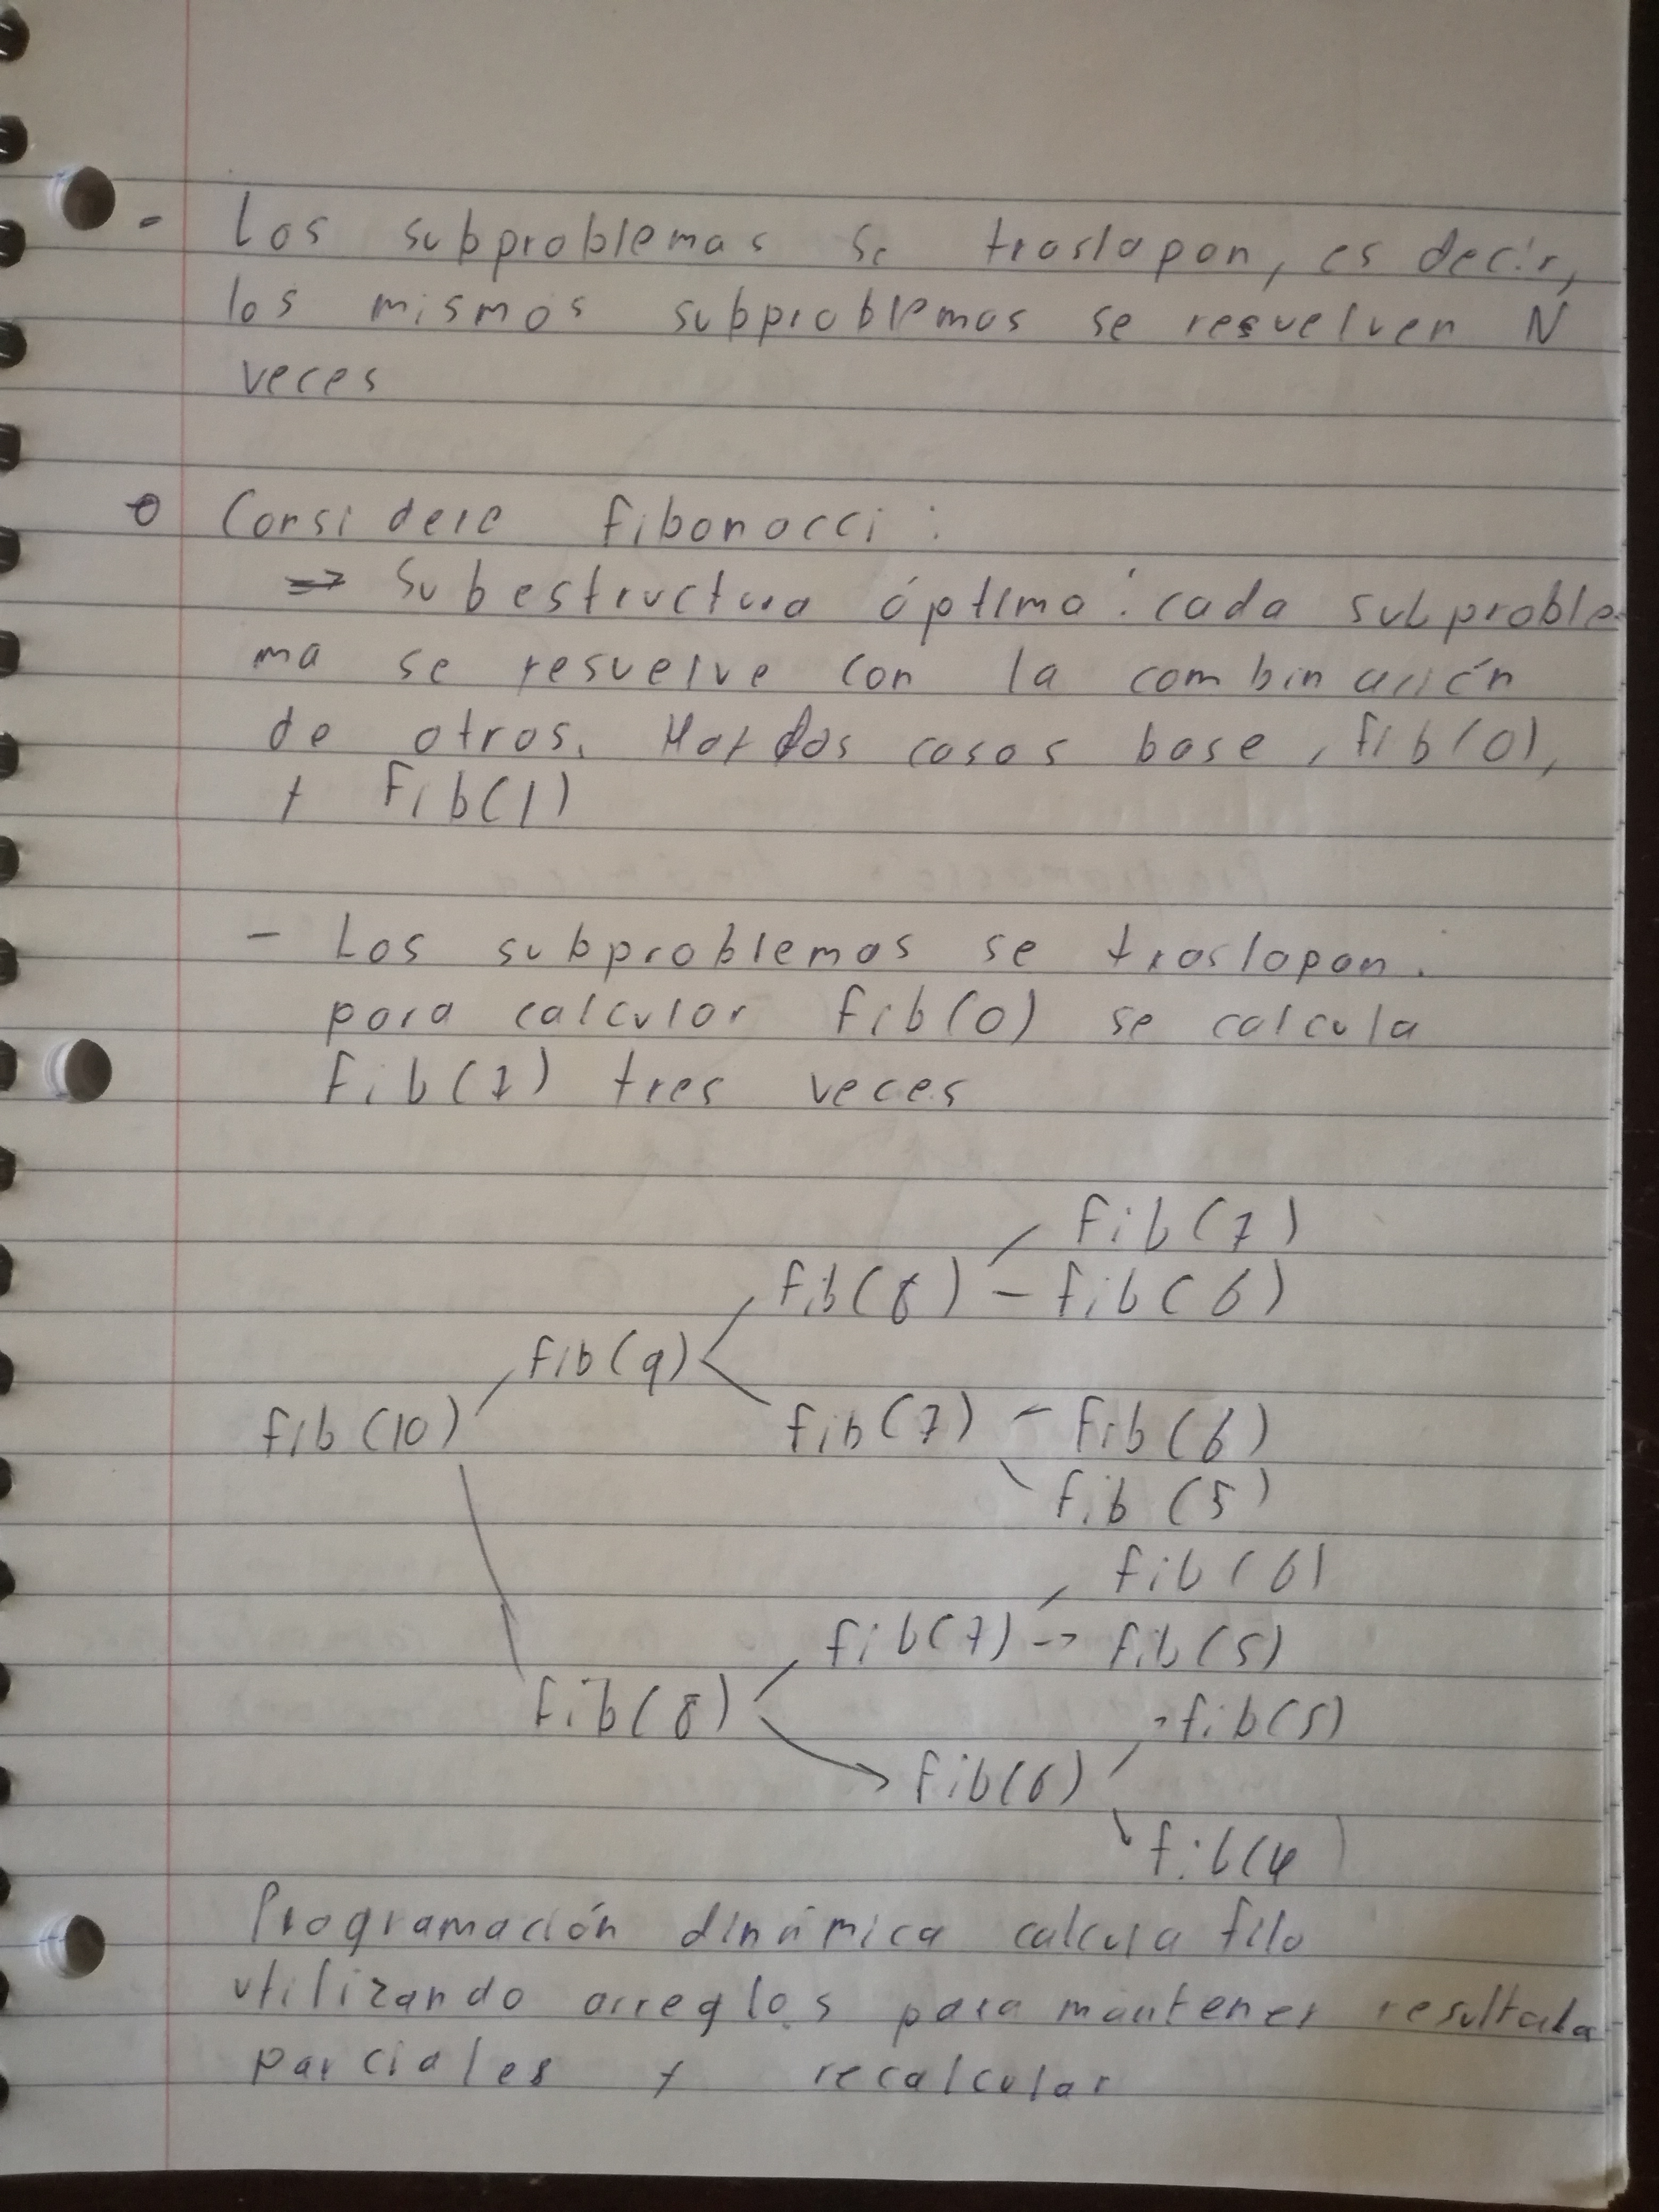 - Los subproblemas se traslapan, es decir,
los mismos subproblemas se resuelven N
veces
Considere fibonacci:
⇒ Subestructura óptima: cada subproble
ma se resuelve con la combinación
de otros. Hay dos casos base, fib(0),
y Fib(1)
- Los subproblemas se traslapan.
para calcular fib(0) se calcula
Fib(7) tres veces
fib(7)
fib(8) - fib(6)
fib(9)
fib(10)
fib(7) - fib(6)
fib(5)
fib(6)
fib(7) -> fib(5)
fib(8)
fib(5)
fib(6)
fib(4)
Programación dinámica calcula
utilizando arreglos para mantener
parciales y recalcular